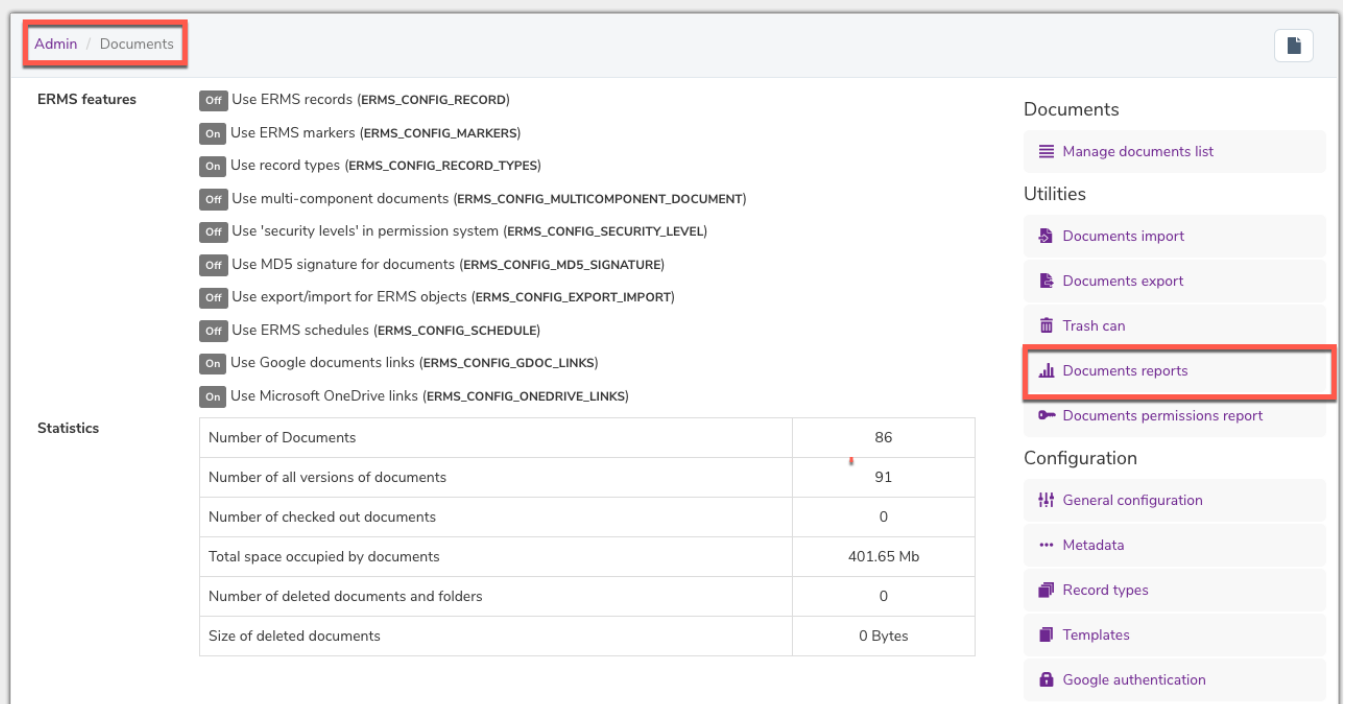 Admin / Documents
ERMS features
Off Use ERMS records (ERMS_CONFIG_RECORD)
On Use ERMS markers (ERMS_CONFIG_MARKERS)
On Use record types (ERMS_CONFIG_RECORD_TYPES)
Off Use multi-component documents (ERMS_CONFIG_MULTICOMPONENT_DOCUMENT)
Off Use 'security levels' in permission system (ERMS_CONFIG_SECURITY_LEVEL)
Off Use MD5 signature for documents (ERMS_CONFIG_MD5_SIGNATURE)
Off Use export/import for ERMS objects (ERMS_CONFIG_EXPORT_IMPORT)
Off Use ERMS schedules (ERMS_CONFIG_SCHEDULE)
On Use Google documents links (ERMS_CONFIG_GDOC_LINKS)
On Use Microsoft OneDrive links (ERMS_CONFIG_ONEDRIVE_LINKS)
Statistics
Number of Documents 86
Number of all versions of documents 91
Number of checked out documents 0
Total space occupied by documents 401.65 Mb
Number of deleted documents and folders 0
Size of deleted documents 0 Bytes
Documents
Manage documents list
Utilities
Documents import
Documents export
Trash can
Documents reports
Documents permissions report
Configuration
General configuration
Metadata
Record types
Templates
Google authentication